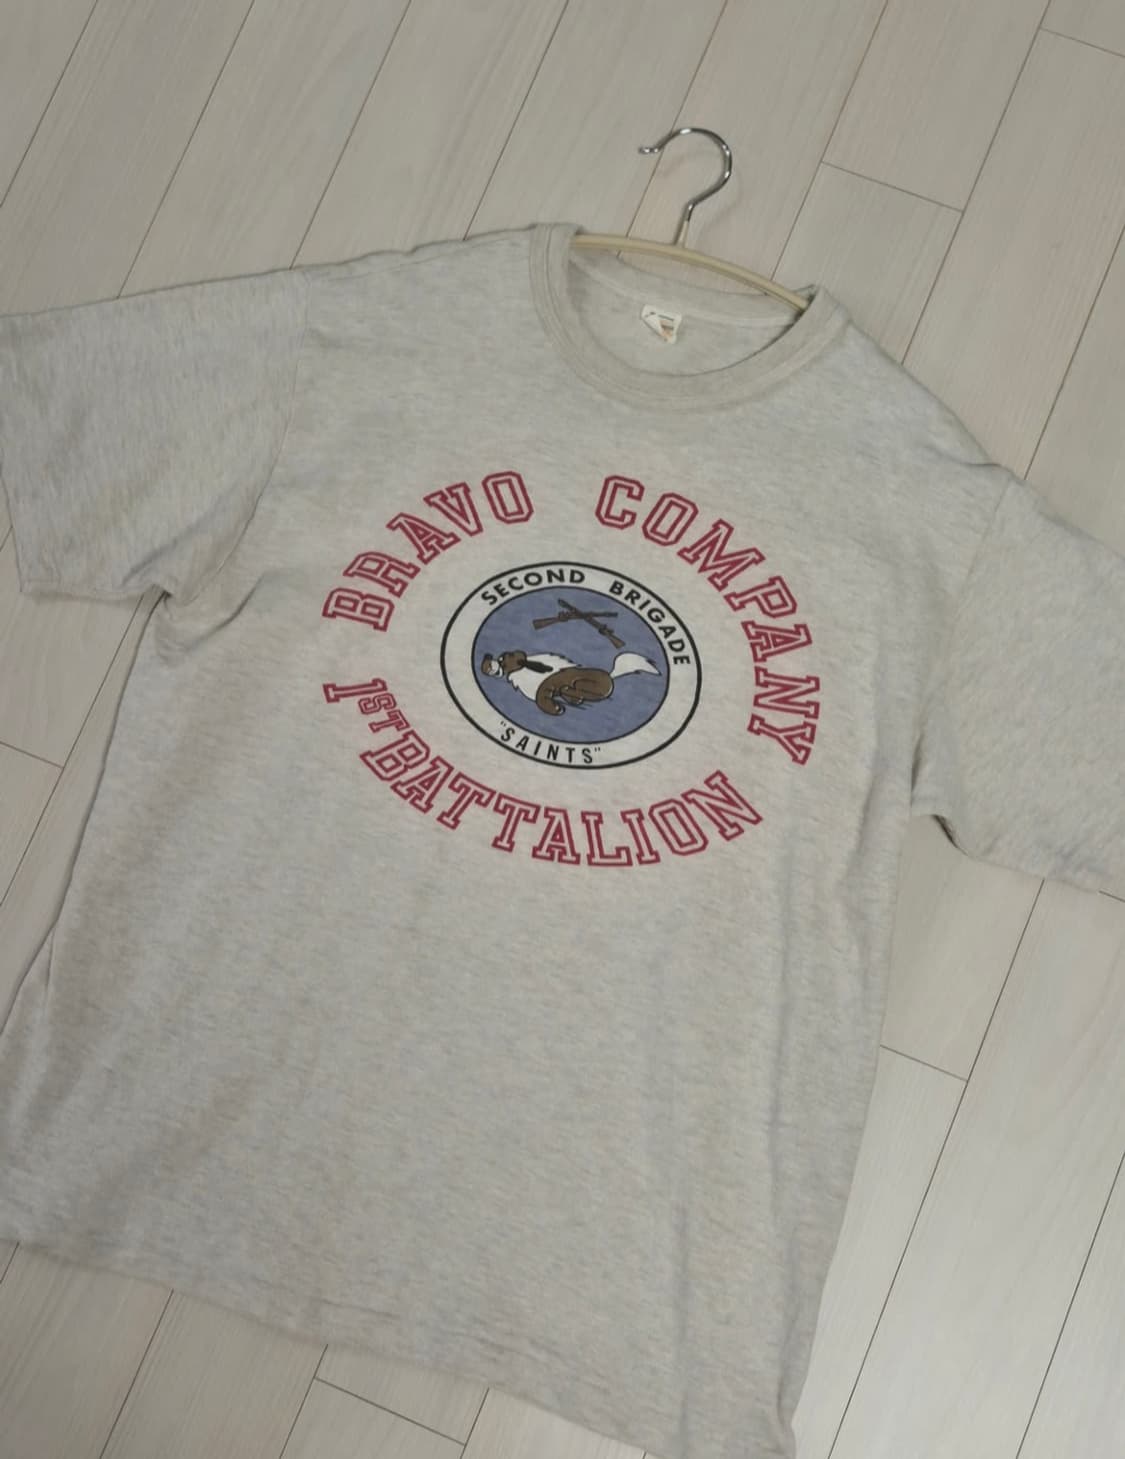 BRAVO COMPANY
SECOND BRIGADE
"SAINTS"
1ST BATTALION